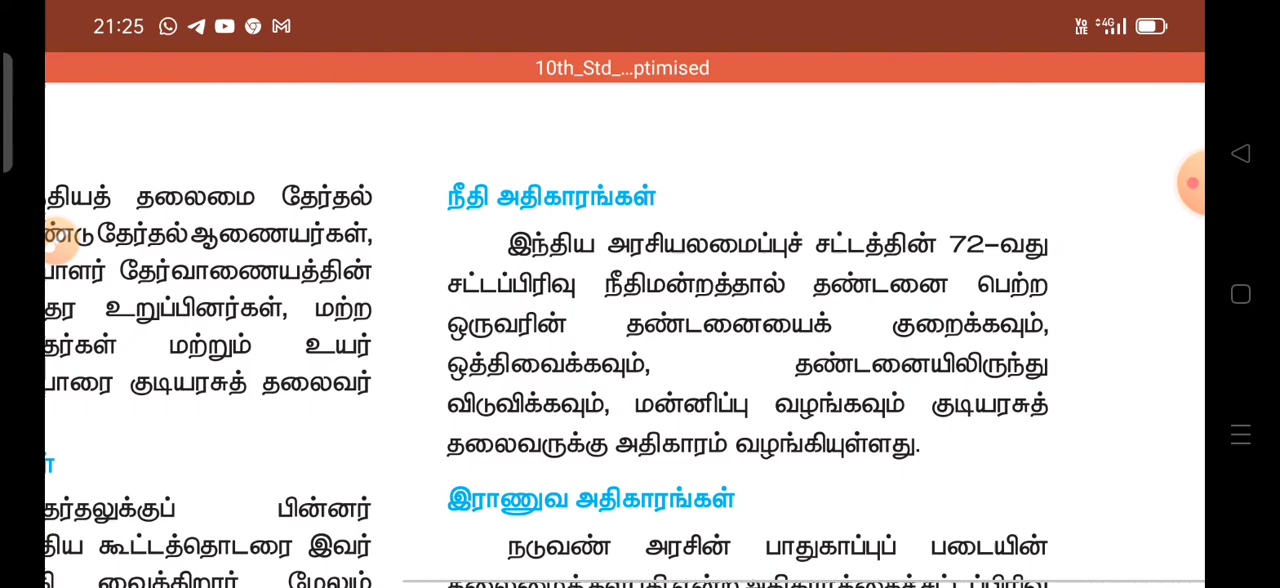 21:25
10th_Std_...ptimised
தியத் தலைமை தேர்தல்
ண்டு தேர்தல் ஆணையர்கள்,
பாளர் தேர்வாணையத்தின்
தர உறுப்பினர்கள், மற்ற
தர்கள் மற்றும் உயர்
பாரை குடியரசுத் தலைவர்
தர்தலுக்குப் பின்னர்
திய கூட்டத்தொடரை இவர்
வைக்கிறார். மேலும்
நீதி அதிகாரங்கள்
இந்திய அரசியலமைப்புச் சட்டத்தின் 72–வது
சட்டப்பிரிவு நீதிமன்றத்தால் தண்டனை பெற்ற
ஒருவரின் தண்டனையைக் குறைக்கவும்,
ஒத்திவைக்கவும், தண்டனையிலிருந்து
விடுவிக்கவும், மன்னிப்பு வழங்கவும் குடியரசுத்
தலைவருக்கு அதிகாரம் வழங்கியுள்ளது.
இராணுவ அதிகாரங்கள்
நடுவண் அரசின் பாதுகாப்புப் படையின்